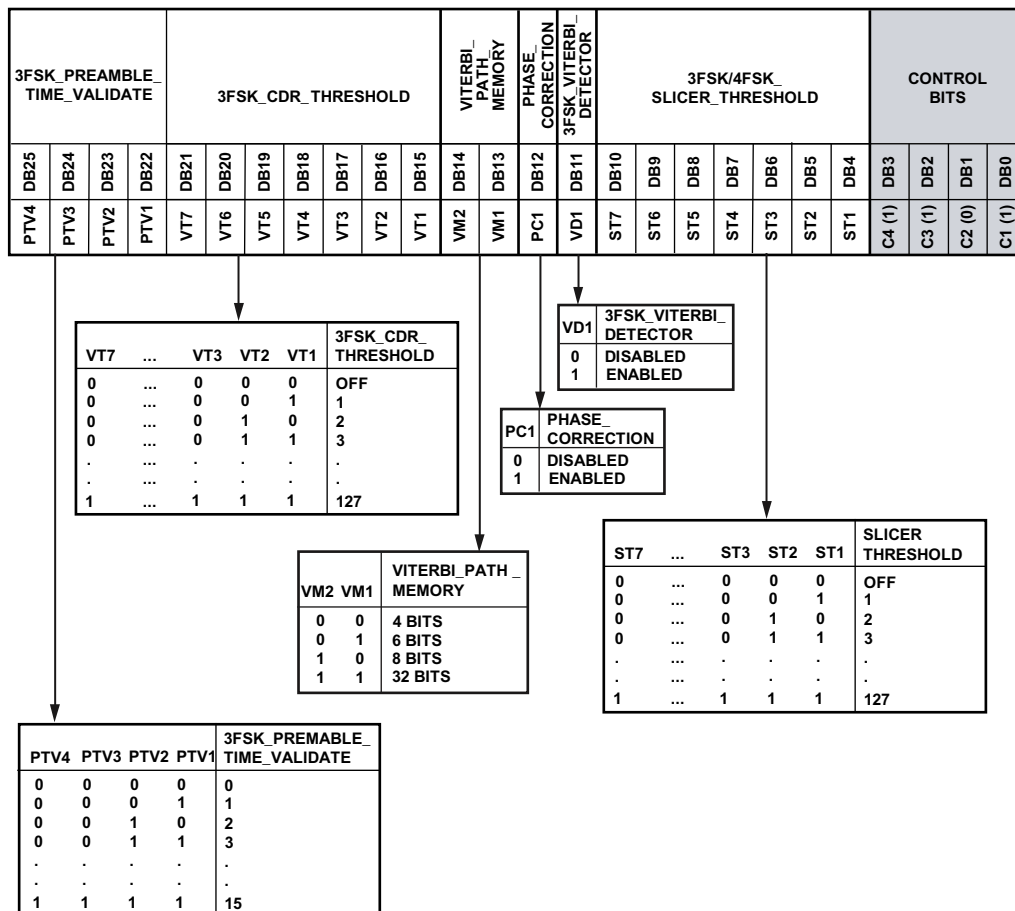 3FSK_PREAMBLE_
TIME_VALIDATE
3FSK_CDR_THRESHOLD
VITERBI_
PATH_
MEMORY
PHASE_
CORRECTION
3FSK_VITERBI_
DETECTOR
3FSK/4FSK_
SLICER_THRESHOLD
CONTROL
BITS
DB25 DB24 DB23 DB22 DB21 DB20 DB19 DB18 DB17 DB16 DB15 DB14 DB13 DB12 DB11 DB10 DB9 DB8 DB7 DB6 DB5 DB4 DB3 DB2 DB1 DB0
PTV4 PTV3 PTV2 PTV1 VT7 VT6 VT5 VT4 VT3 VT2 VT1 VM2 VM1 PC1 VD1 ST7 ST6 ST5 ST4 ST3 ST2 ST1 C4 (1) C3 (1) C2 (0) C1 (1)
VD1 3FSK_VITERBI_
DETECTOR
0 DISABLED
1 ENABLED
3FSK_CDR_
VT7 ... VT3 VT2 VT1 THRESHOLD
0 ... 0 0 0 OFF
0 ... 0 0 1 1
0 ... 0 1 0 2
0 ... 0 1 1 3
. ... . . . .
. ... . . . .
1 ... 1 1 1 127
PC1 PHASE_
CORRECTION
0 DISABLED
1 ENABLED
SLICER
ST7 ... ST3 ST2 ST1 THRESHOLD
0 ... 0 0 0 OFF
0 ... 0 0 1 1
0 ... 0 1 0 2
0 ... 0 1 1 3
. ... . . . .
. ... . . . .
1 ... 1 1 1 127
VITERBI_PATH _
VM2 VM1 MEMORY
0 0 4 BITS
0 1 6 BITS
1 0 8 BITS
1 1 32 BITS
3FSK_PREMABLE_
PTV4 PTV3 PTV2 PTV1 TIME_VALIDATE
0 0 0 0 0
0 0 0 1 1
0 0 1 0 2
0 0 1 1 3
. . . . .
. . . . .
1 1 1 1 15